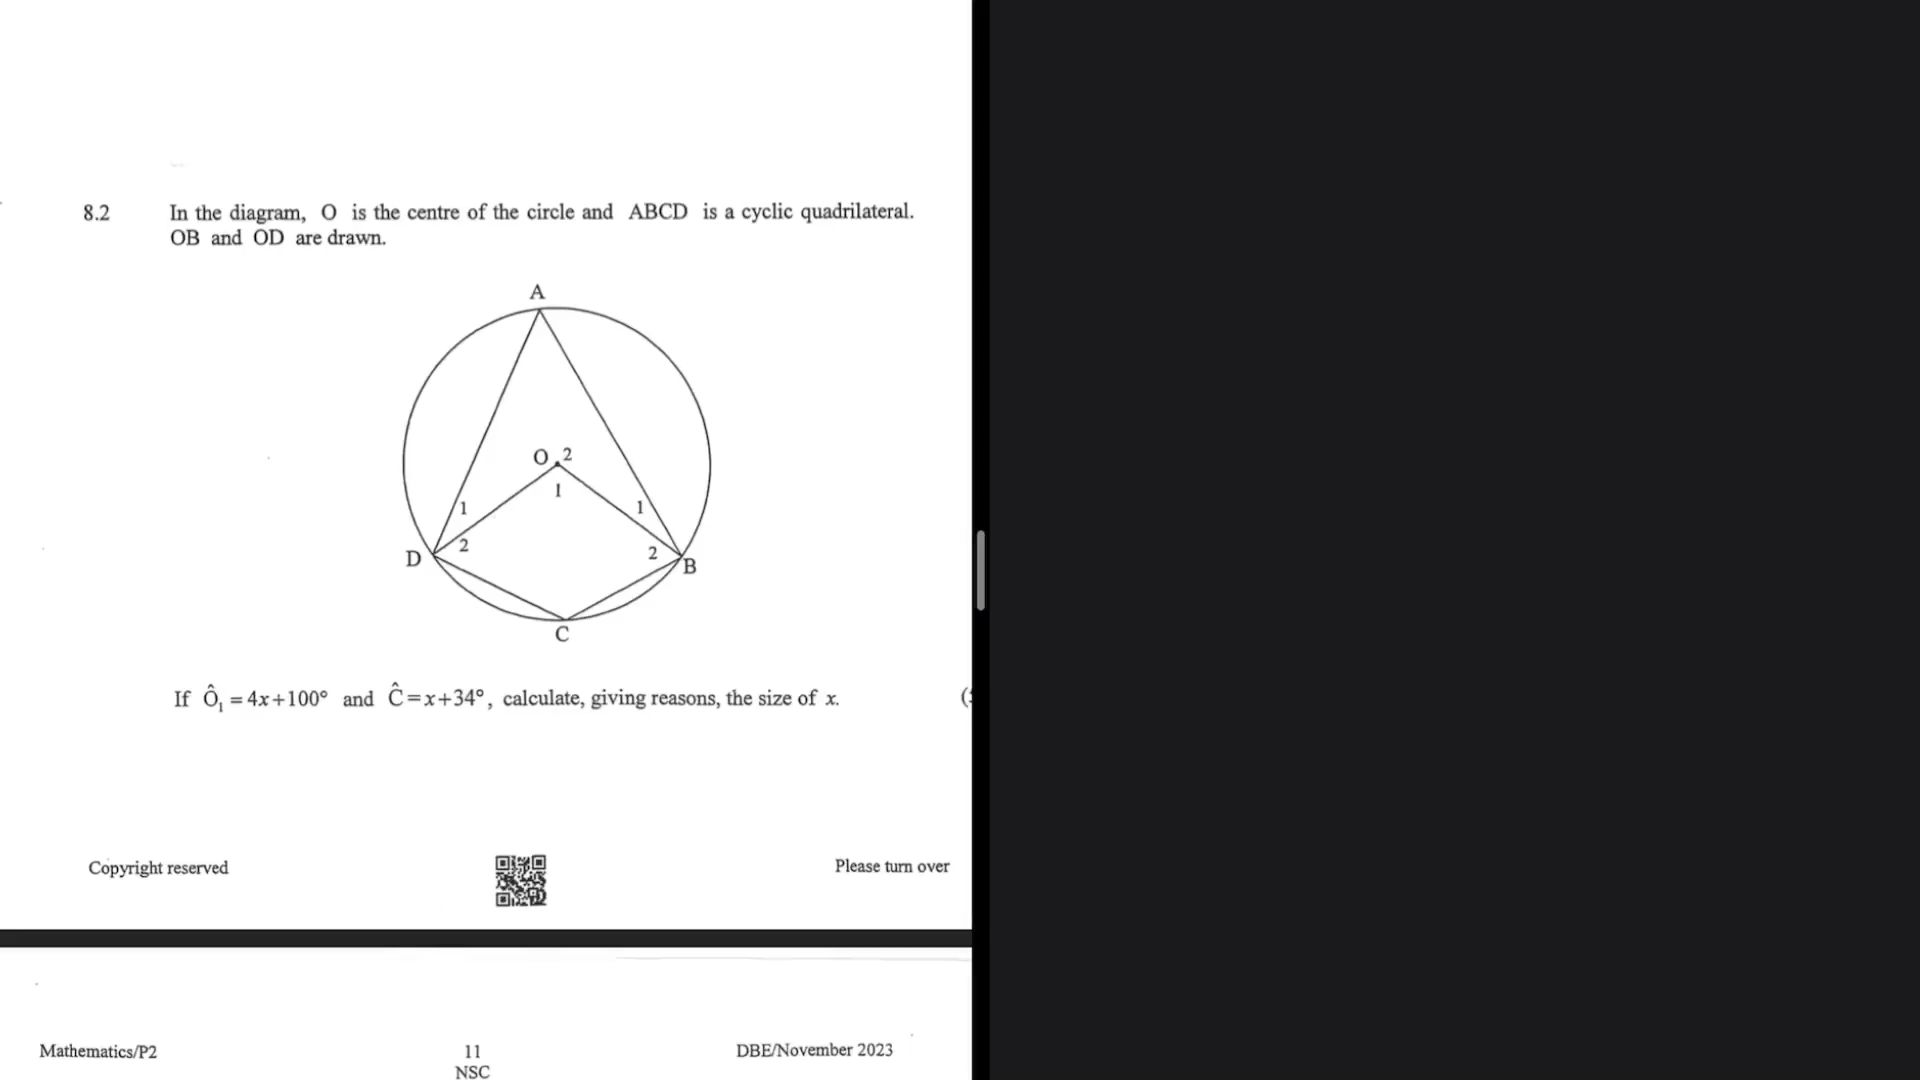 8.2 In the diagram, O is the centre of the circle and ABCD is a cyclic quadrilateral.
OB and OD are drawn.
A
O 2
1
1 1
2 2
D B
C
If Ô₁ = 4x+100° and Ĉ=x+34°, calculate, giving reasons, the size of x.
Copyright reserved Please turn over
Mathematics/P2 11 DBE/November 2023
NSC